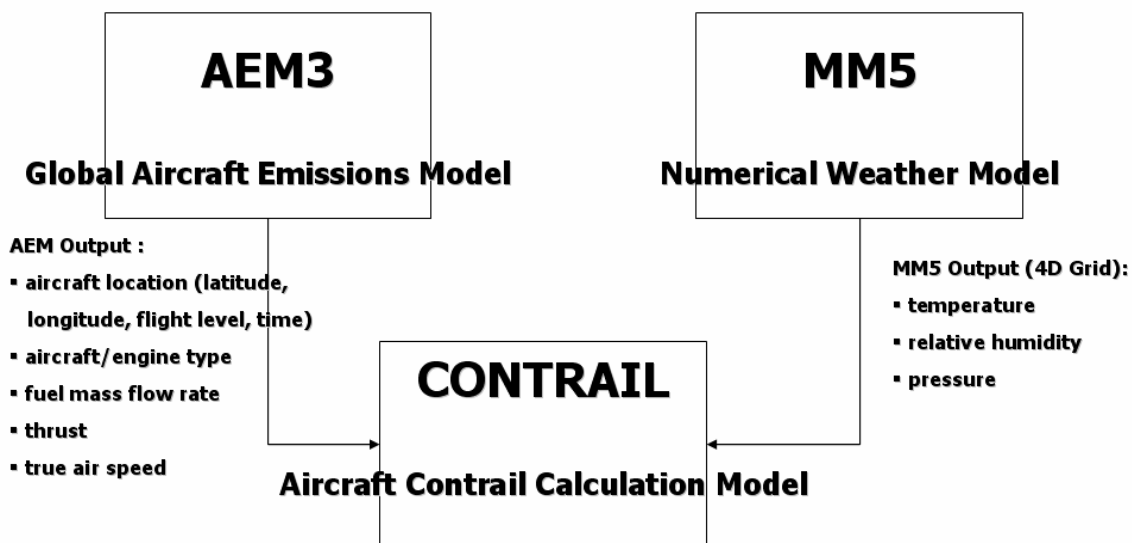 AEM3
Global Aircraft Emissions Model
MM5
Numerical Weather Model
AEM Output :
▪ aircraft location (latitude,
longitude, flight level, time)
▪ aircraft/engine type
▪ fuel mass flow rate
▪ thrust
▪ true air speed
MM5 Output (4D Grid):
▪ temperature
▪ relative humidity
▪ pressure
CONTRAIL
Aircraft Contrail Calculation Model